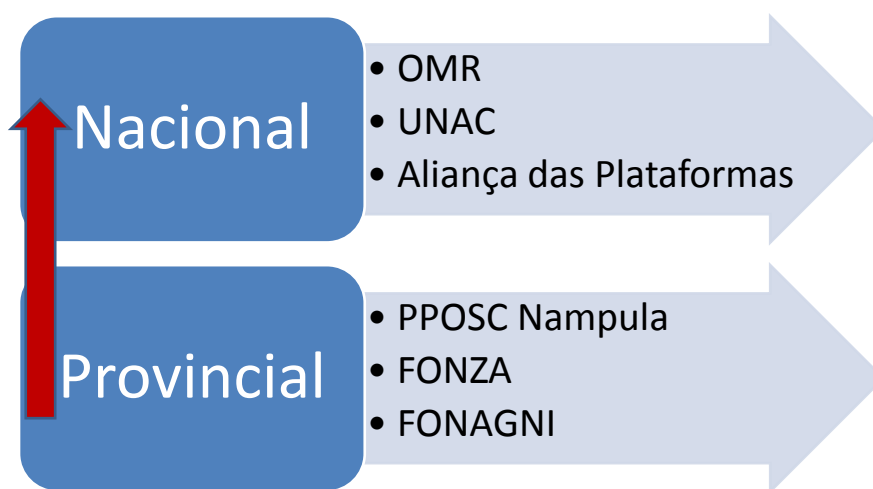 Nacional
• OMR
• UNAC
• Aliança das Plataformas
Provincial
• PPOSC Nampula
• FONZA
• FONAGNI